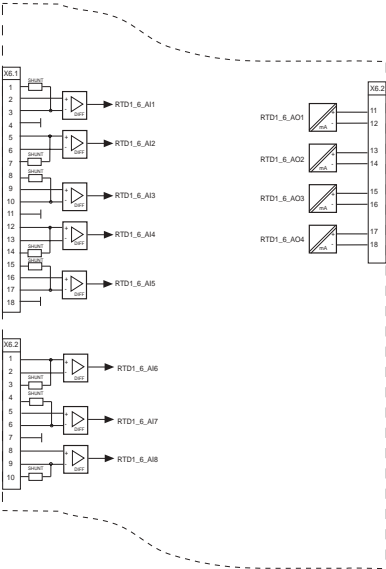 X6.1
1
SHUNT
2
3
4
+
-
DIFF
RTD1_6_AI1
5
6
7
SHUNT
+
-
DIFF
RTD1_6_AI2
8
SHUNT
9
10
11
+
-
DIFF
RTD1_6_AI3
12
13
14
SHUNT
+
-
DIFF
RTD1_6_AI4
15
SHUNT
16
17
18
+
-
DIFF
RTD1_6_AI5
X6.2
1
2
3
SHUNT
+
-
DIFF
RTD1_6_AI6
4
SHUNT
5
6
7
+
-
DIFF
RTD1_6_AI7
8
9
10
SHUNT
+
-
DIFF
RTD1_6_AI8
X6.2
RTD1_6_AO1
mA
+
-
11
12
RTD1_6_AO2
mA
13
14
RTD1_6_AO3
mA
15
16
RTD1_6_AO4
mA
17
18